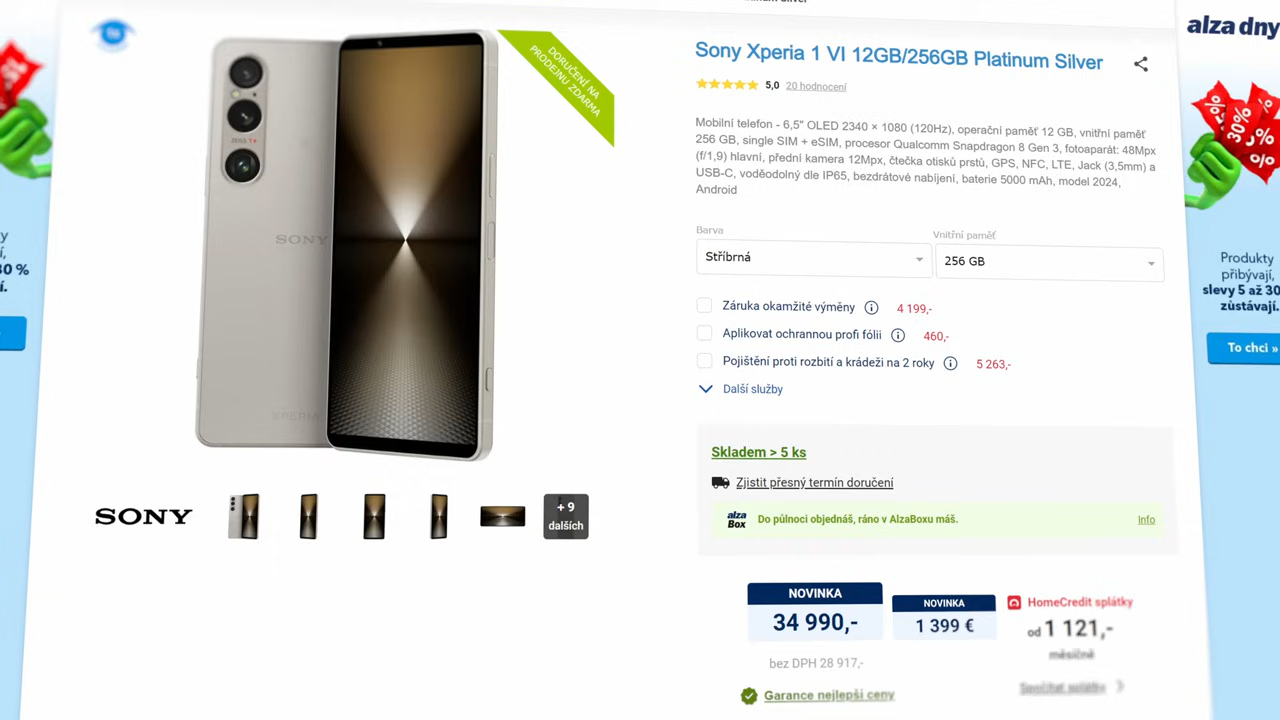 Sony Xperia 1 VI 12GB/256GB Platinum Silver
5,0 20 hodnocení
Mobilní telefon - 6,5" OLED 2340 × 1080 (120Hz), operační paměť 12 GB, vnitřní paměť
256 GB, single SIM + eSIM, procesor Qualcomm Snapdragon 8 Gen 3, fotoaparát: 48Mpx
(f/1,9) hlavní, přední kamera 12Mpx, čtečka otisků prstů, GPS, NFC, LTE, Jack (3,5mm) a
USB-C, voděodolný dle IP65, bezdrátové nabíjení, baterie 5000 mAh, model 2024,
Android
Barva
Vnitřní paměť
Stříbrná
256 GB
Záruka okamžité výměny 4 199,-
Aplikovat ochrannou profi fólii 460,-
Pojištění proti rozbití a krádeži na 2 roky 5 263,-
Další služby
Skladem > 5 ks
Zjistit přesný termín doručení
alza
Box
Do půlnoci objednáš, ráno v AlzaBoxu máš.
Info
NOVINKA
34 990,-
bez DPH 28 917,-
Garance nejlepší ceny
NOVINKA
1 399 €
HomeCredit splátky
od 1 121,-
měsíčně
Spočítat splátky
DORUČENÍ NA
PRODEJNU ZDARMA
SONY
XPERIA
SONY
+ 9
dalších
alza dny
%
30%
%
%
Produkty
přibývají,
slevy 5 až 30
zůstávají.
To chci »
%
y
í,
30 %
í.